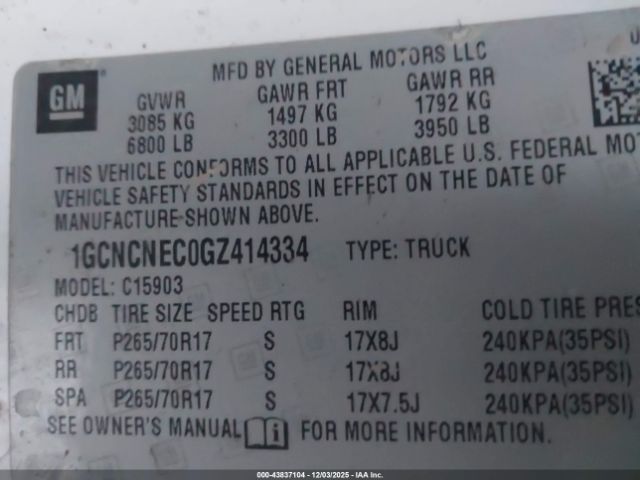 MFD BY GENERAL MOTORS LLC
GM
GVWR GAWR FRT GAWR RR
3085 KG 1497 KG 1792 KG
6800 LB 3300 LB 3950 LB
THIS VEHICLE CONFORMS TO ALL APPLICABLE U.S. FEDERAL MO
VEHICLE SAFETY STANDARDS IN EFFECT ON THE DATE OF
MANUFACTURE SHOWN ABOVE.
1GCNCNEC0GZ414334 TYPE: TRUCK
MODEL: C15903
CHDB TIRE SIZE SPEED RTG RIM COLD TIRE PRES
FRT P265/70R17 S 17X8J 240KPA(35PSI)
RR P265/70R17 S 17X8J 240KPA(35PSI)
SPA P265/70R17 S 17X7.5J 240KPA(35PSI)
SEE OWNER'S MANUAL i FOR MORE INFORMATION.
000-43837104 - 12/03/2025 - IAAI, Inc.